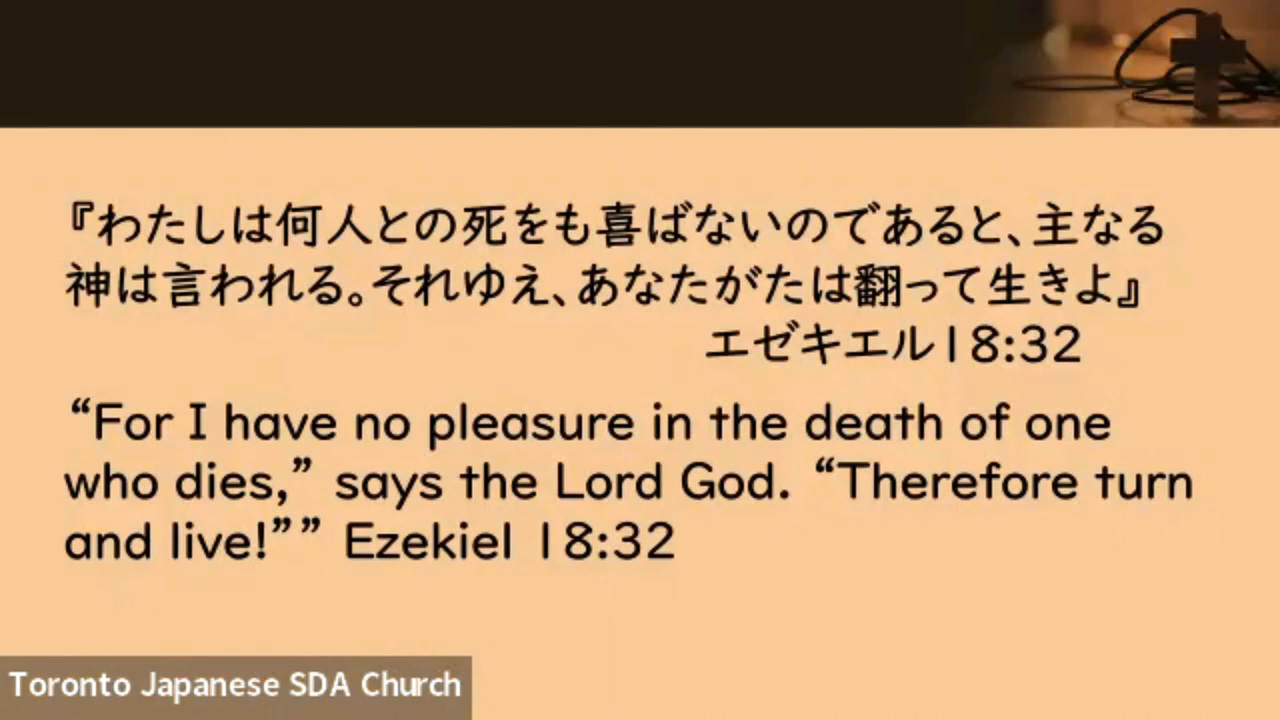 『わたしは何人との死をも喜ばないのであると、主なる
神は言われる。それゆえ、あなたがたは翻って生きよ』
エゼキエル18:32
“For I have no pleasure in the death of one
who dies,” says the Lord God. “Therefore turn
and live!”” Ezekiel 18:32
Toronto Japanese SDA Church